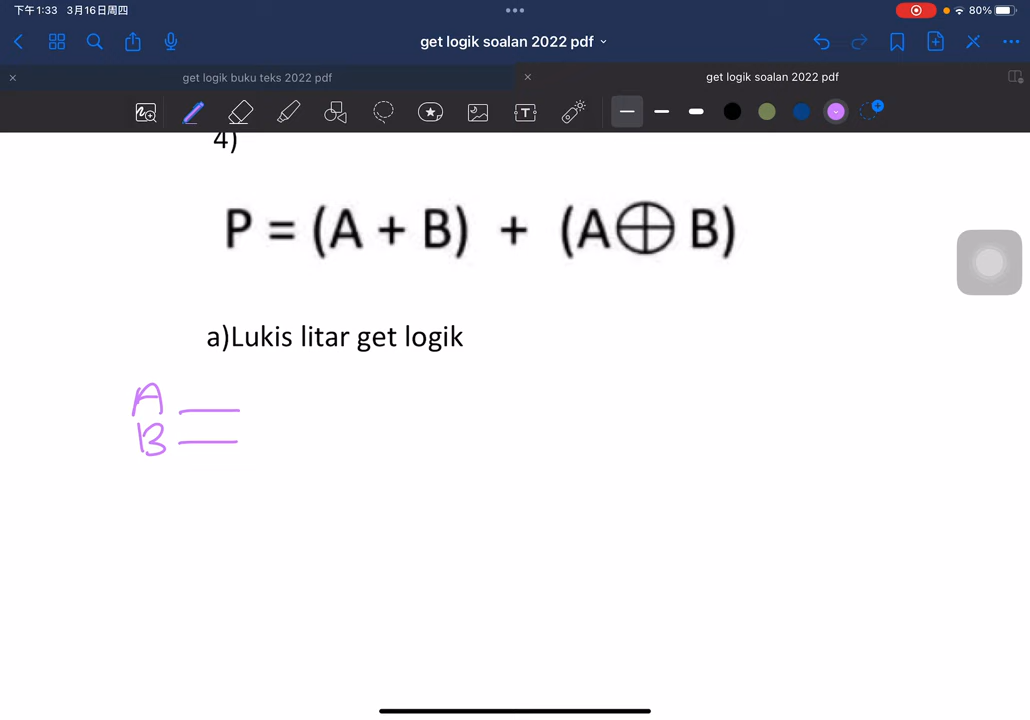 下午1:33 3月16日周四
80%
get logik soalan 2022 pdf
get logik buku teks 2022 pdf
get logik soalan 2022 pdf
4)
P = (A + B) + (A ⊕ B)
a)Lukis litar get logik
A
B